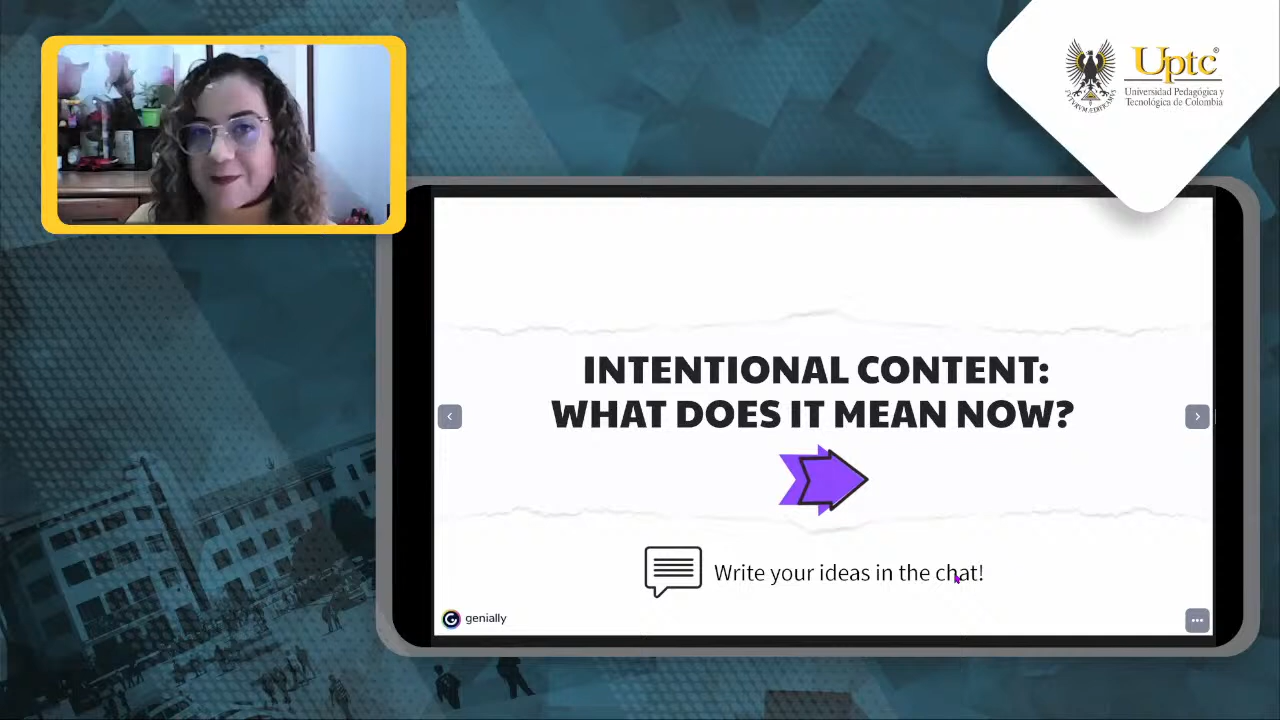 Uptc
Universidad Pedagógica y
Tecnológica de Colombia
INTENTIONAL CONTENT:
WHAT DOES IT MEAN NOW?
Write your ideas in the chat!
genially